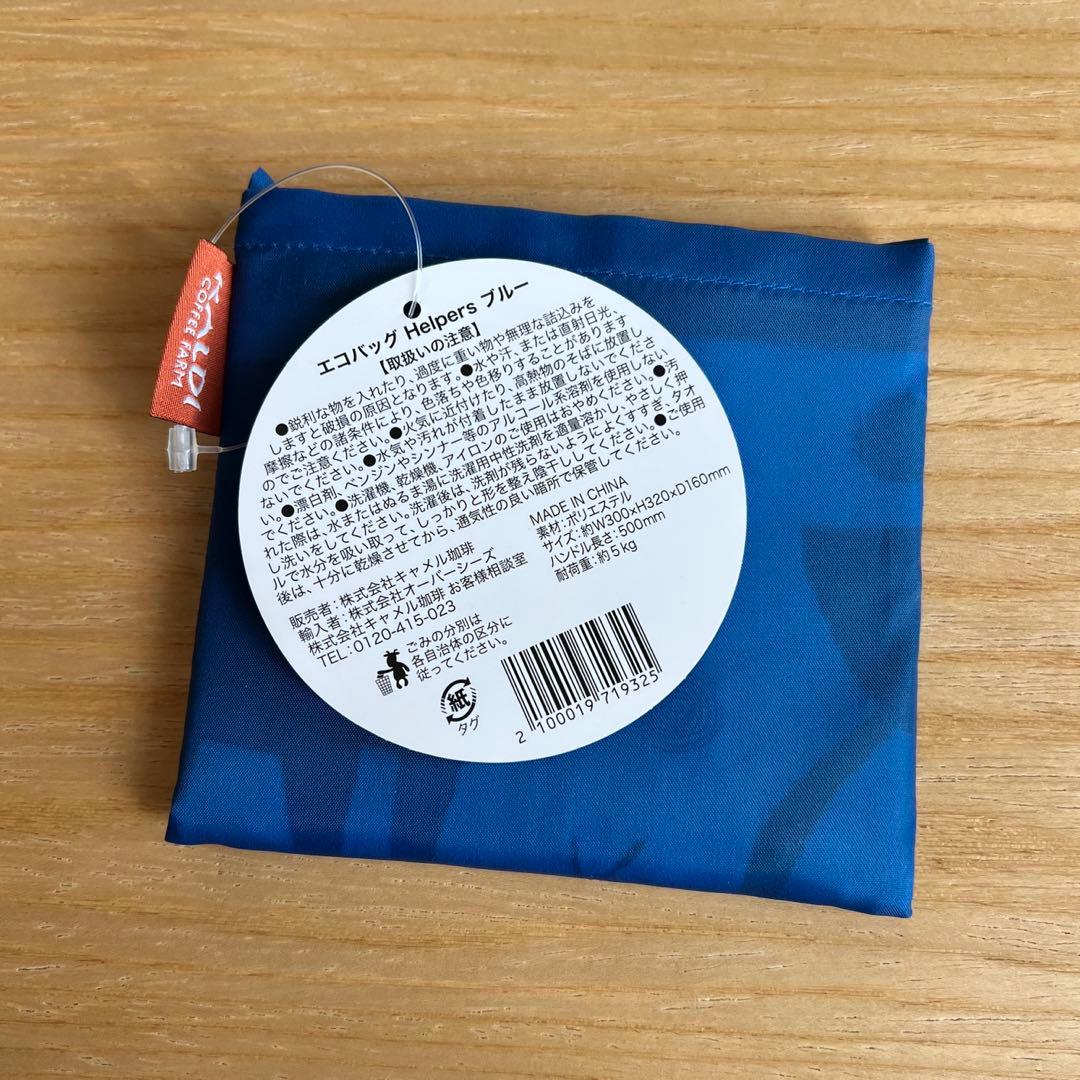 KALDI
COFFEE FARM
エコバッグ Helpers ブルー
【取扱いの注意】
●鋭利な物を入れたり、過度に重い物や無理な詰込みを
しますと破損の原因となります。●水や汗、または直射日光、
摩擦などの諸条件により、色落ちや色移りすることがあります
のでご注意ください。●火気に近付けたり、高熱物のそばに放置し
ないでください。●水気や汚れが付着したまま放置しないでくださ
い。●漂白剤、ベンジンやシンナー等のアルコール系溶剤を使用しない
でください。●洗濯機、乾燥機、アイロンのご使用はおやめください。●汚
れた際は、水またはぬるま湯に洗濯用中性洗剤を適量溶かし、やさしく押
し洗いをしてください。洗濯後は、洗剤が残らないようによくすすぎ、タオ
ルで水分を吸い取って、しっかりと形を整え陰干ししてください。●ご使用
後は、十分に乾燥させてから、通気性の良い暗所で保管してください。
販売者：株式会社キャメル珈琲
輸入者：株式会社オーバーシーズ
株式会社キャメル珈琲 お客様相談室
TEL：0120-415-023
MADE IN CHINA
素材：ポリエステル
サイズ：約W300xH320xD160mm
ハンドル長さ：500mm
耐荷重：約5kg
ごみの分別は
各自治体の区分に
従ってください。
紙
タグ
2 100019 719325